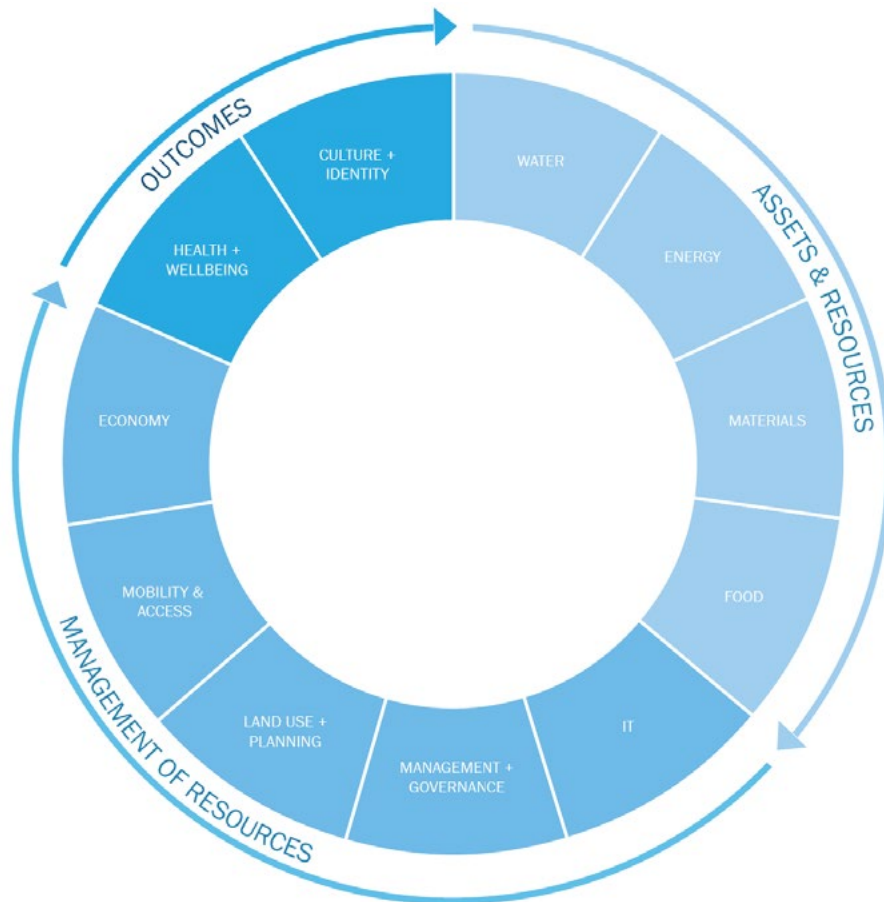 OUTCOMES
ASSETS & RESOURCES
MANAGEMENT OF RESOURCES
CULTURE +
IDENTITY
WATER
ENERGY
MATERIALS
FOOD
IT
MANAGEMENT +
GOVERNANCE
LAND USE +
PLANNING
MOBILITY &
ACCESS
ECONOMY
HEALTH +
WELLBEING